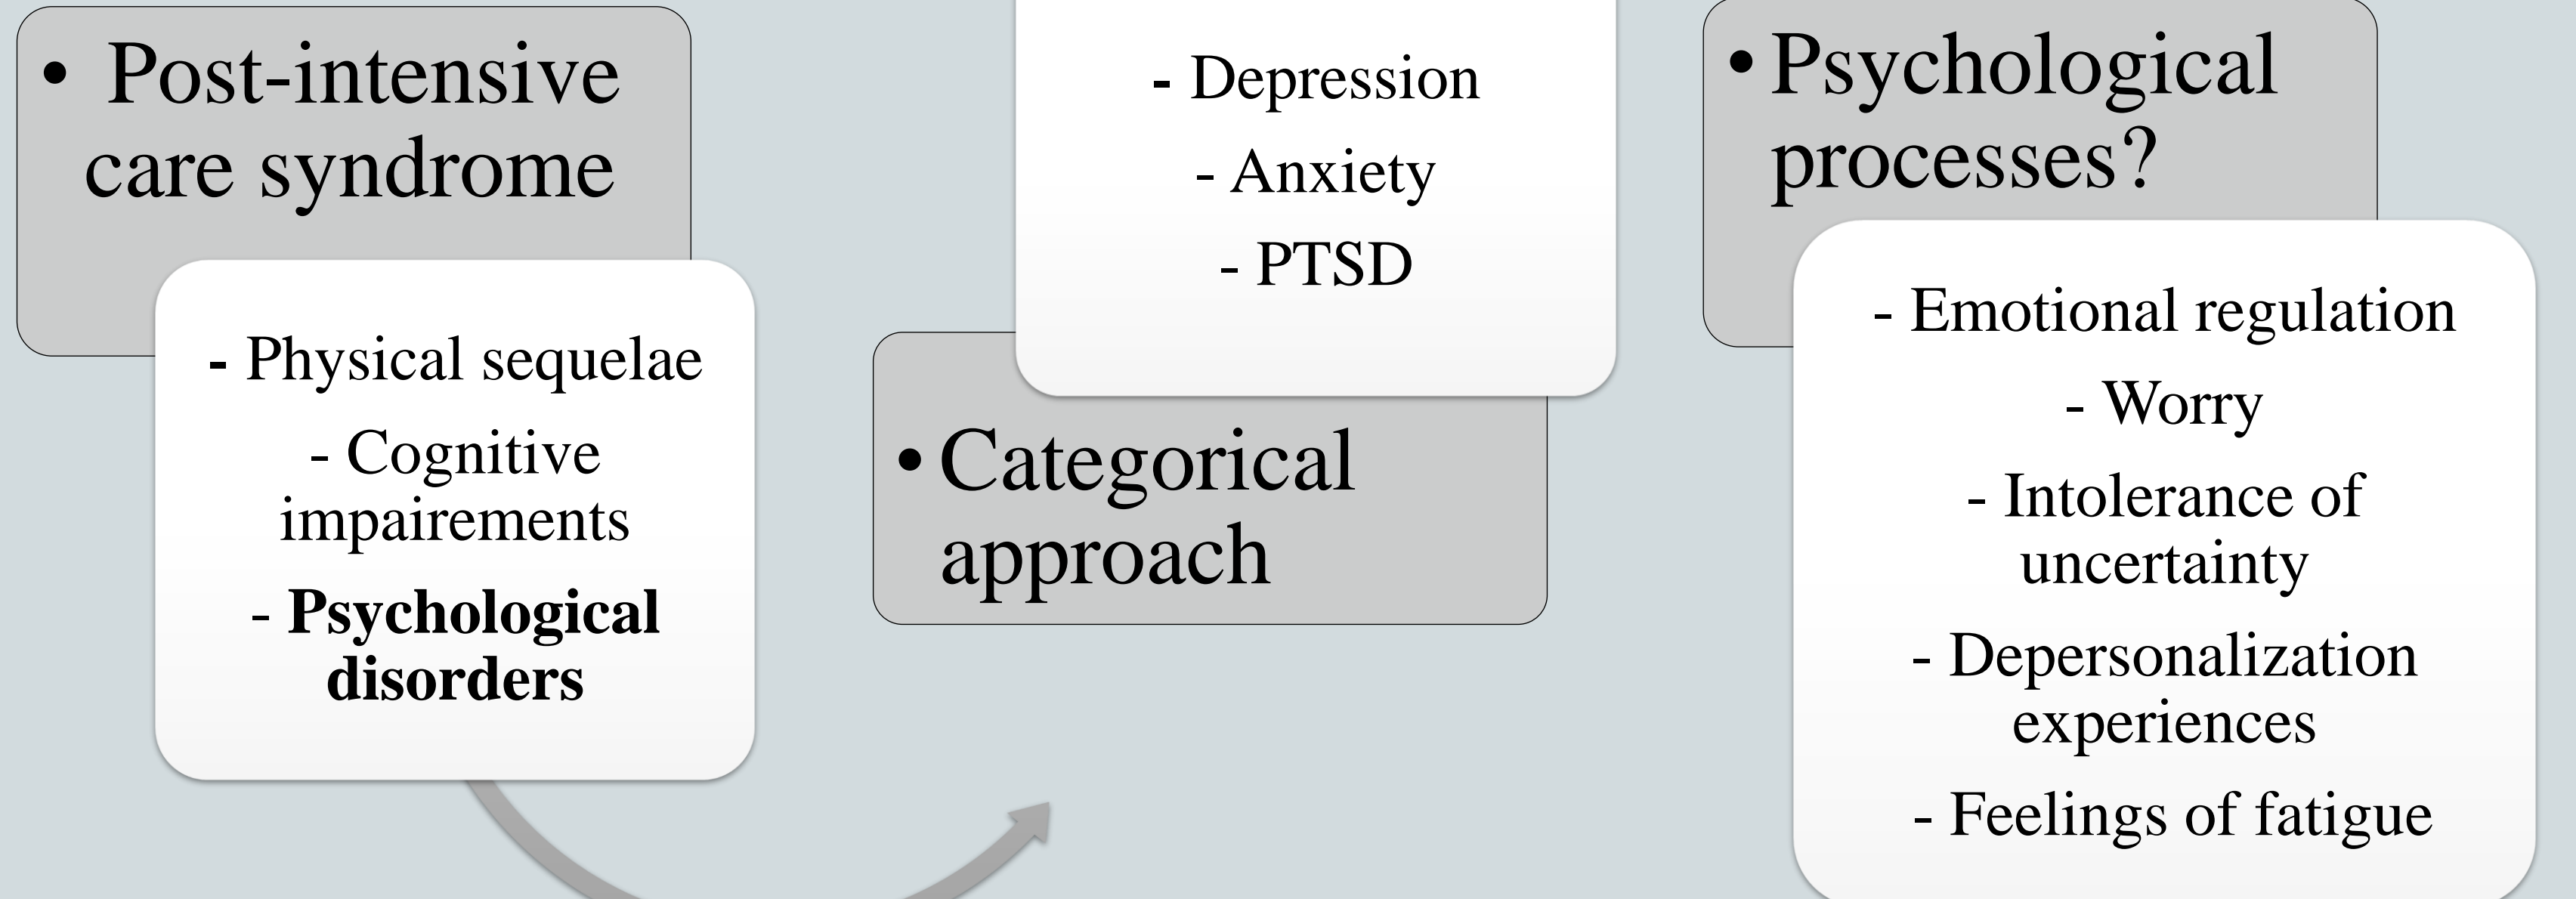 • Post-intensive
care syndrome
- Physical sequelae
- Cognitive
impairements
- Psychological
disorders
- Depression
- Anxiety
- PTSD
• Categorical
approach
• Psychological
processes?
- Emotional regulation
- Worry
- Intolerance of
uncertainty
- Depersonalization
experiences
- Feelings of fatigue